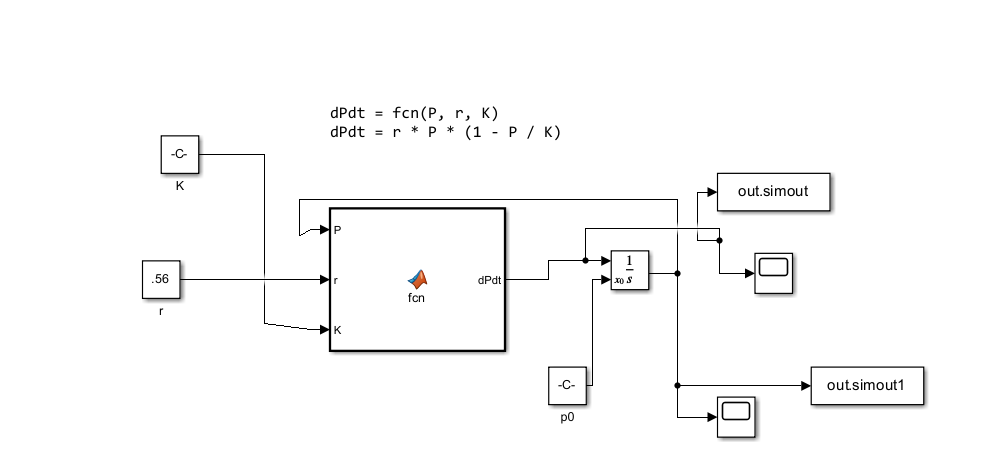 dPdt = fcn(P, r, K)
dPdt = r * P * (1 - P / K)
-C-
K
out.simout
P
.56
r
r
dPdt
fcn
1
s
x0
K
-C-
p0
out.simout1